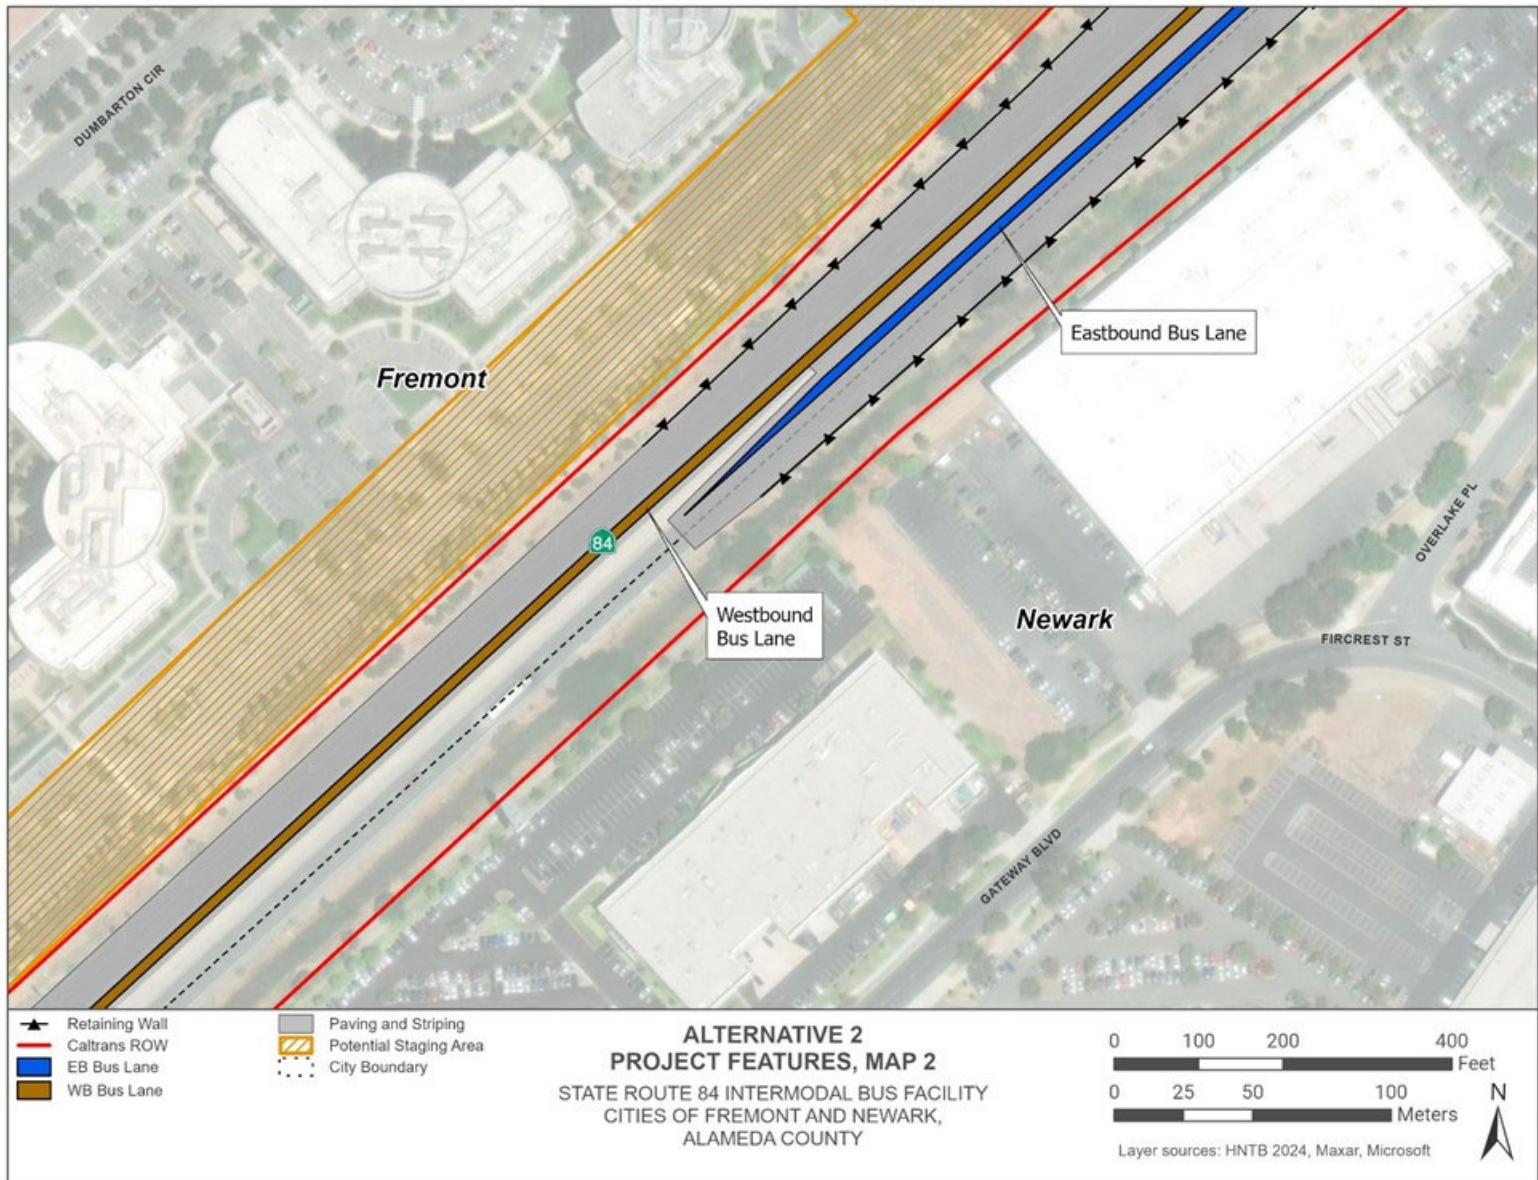 DUMBARTON CIR
Fremont
Eastbound Bus Lane
OVERLAKE PL
84
Westbound
Bus Lane
Newark
FIRCREST ST
GATEWAY BLVD
Retaining Wall
Caltrans ROW
EB Bus Lane
WB Bus Lane
Paving and Striping
Potential Staging Area
City Boundary
ALTERNATIVE 2
PROJECT FEATURES, MAP 2
STATE ROUTE 84 INTERMODAL BUS FACILITY
CITIES OF FREMONT AND NEWARK,
ALAMEDA COUNTY
0 100 200 400
Feet
0 25 50 100
Meters
N
Layer sources: HNTB 2024, Maxar, Microsoft